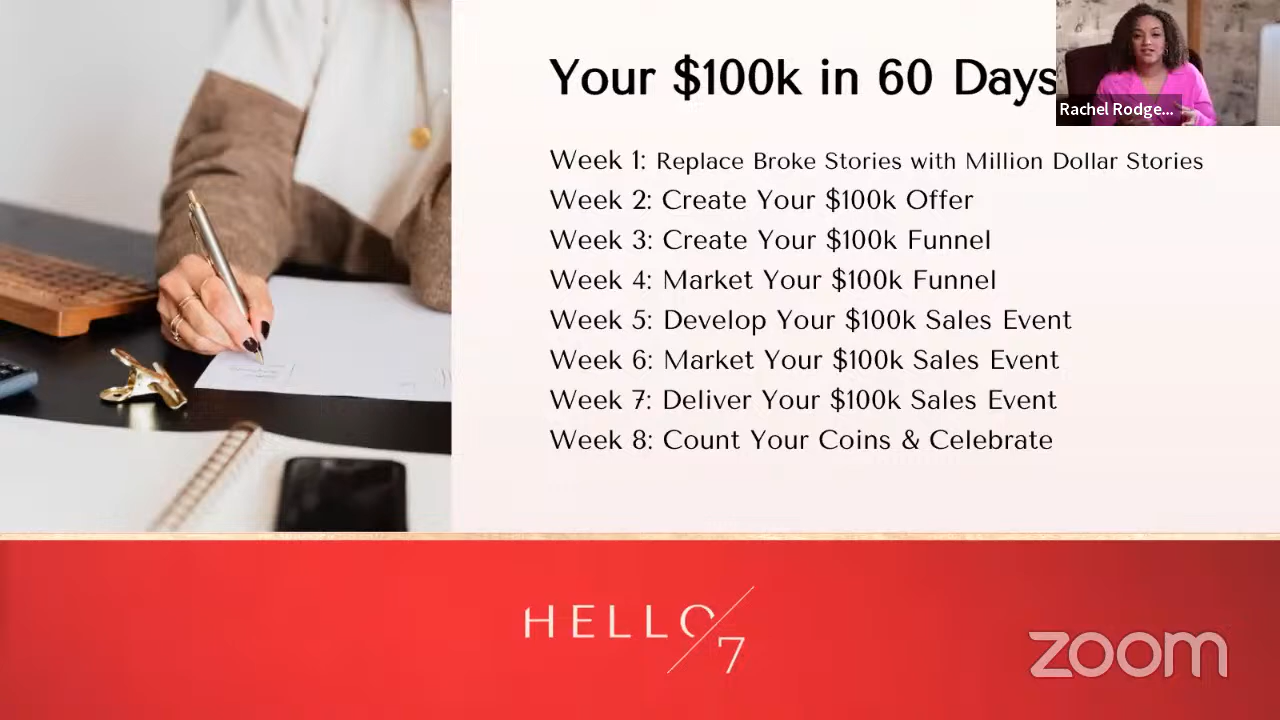 Your $100k in 60 Days
Rachel Rodge...
Week 1: Replace Broke Stories with Million Dollar Stories
Week 2: Create Your $100k Offer
Week 3: Create Your $100k Funnel
Week 4: Market Your $100k Funnel
Week 5: Develop Your $100k Sales Event
Week 6: Market Your $100k Sales Event
Week 7: Deliver Your $100k Sales Event
Week 8: Count Your Coins & Celebrate
HELLO
7
zoom